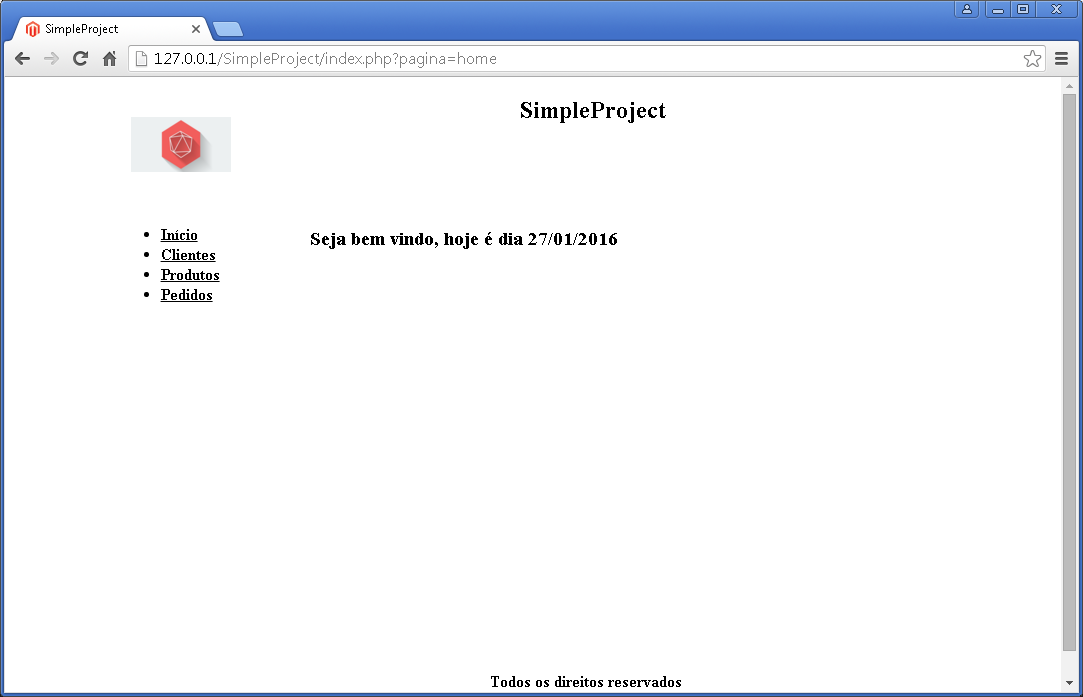 SimpleProject
127.0.0.1/SimpleProject/index.php?pagina=home
SimpleProject
Início
Clientes
Produtos
Pedidos
Seja bem vindo, hoje é dia 27/01/2016
Todos os direitos reservados